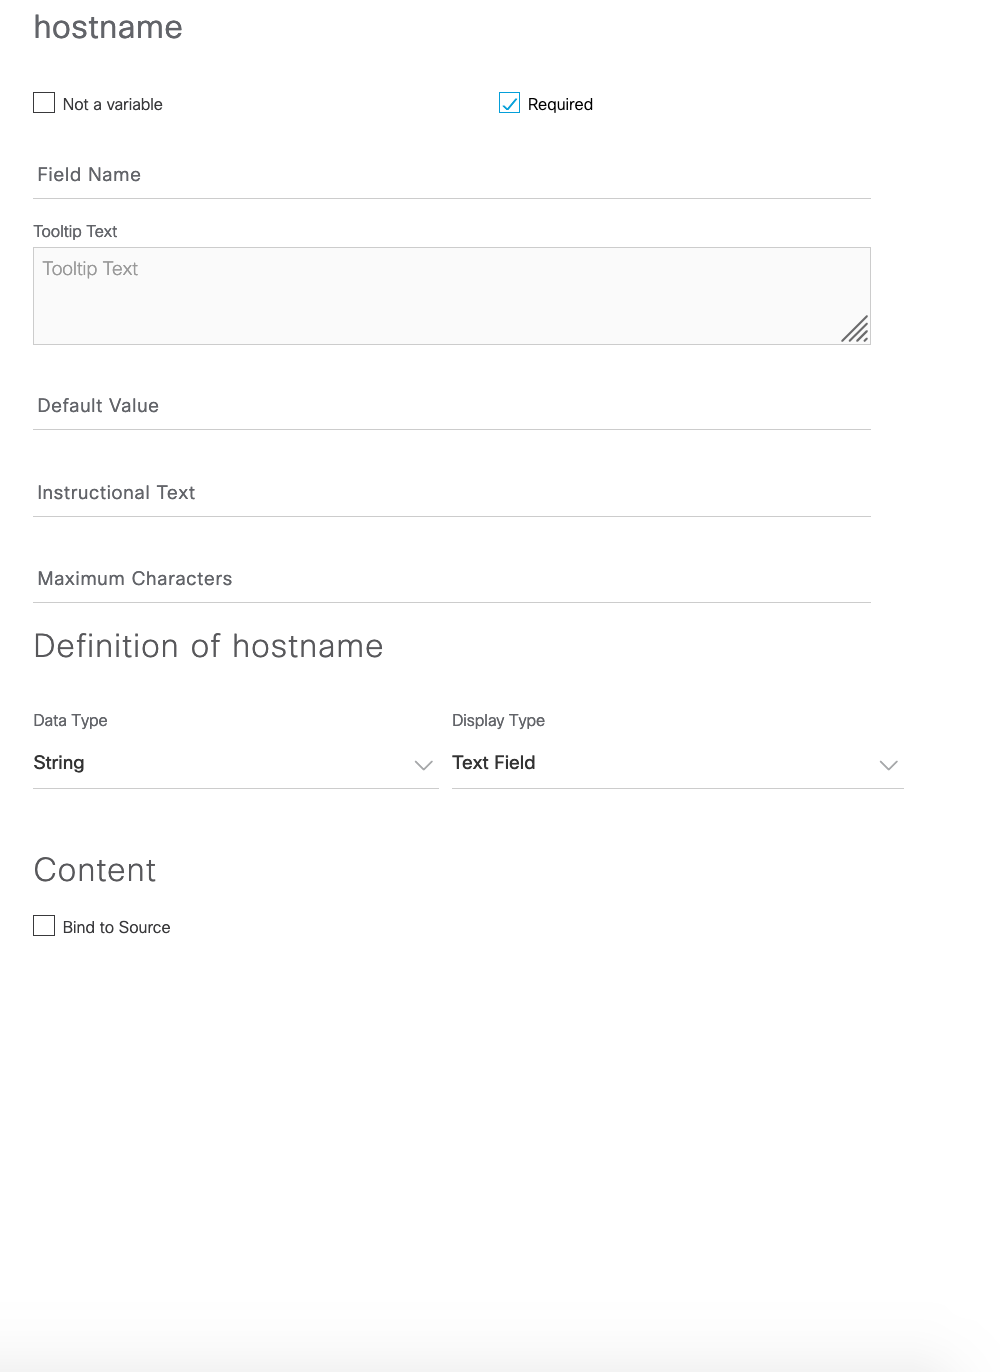 hostname
Not a variable Required
Field Name
Tooltip Text
Tooltip Text
Default Value
Instructional Text
Maximum Characters
Definition of hostname
Data Type Display Type
String Text Field
Content
Bind to Source